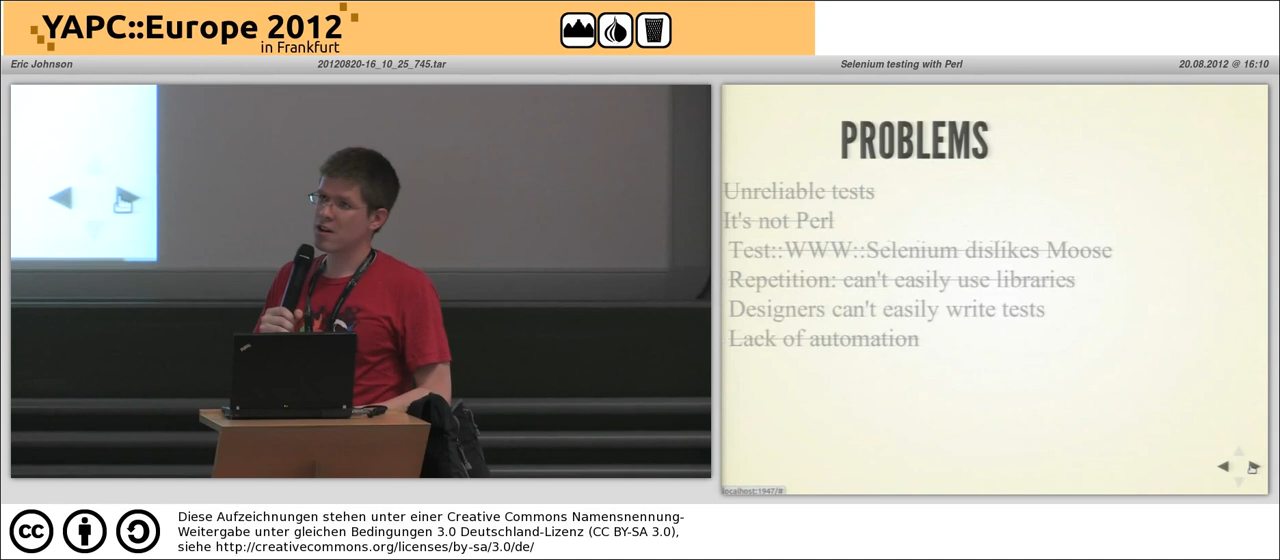 YAPC::Europe 2012
in Frankfurt
Eric Johnson
20120820-16_10_25_745.tar
Selenium testing with Perl
20.08.2012 @ 16:10
PROBLEMS
Unreliable tests
It's not Perl
Test::WWW::Selenium dislikes Moose
Repetition: can't easily use libraries
Designers can't easily write tests
Lack of automation
localhost:1947/#
cc
Diese Aufzeichnungen stehen unter einer Creative Commons Namensnennung-
Weitergabe unter gleichen Bedingungen 3.0 Deutschland-Lizenz (CC BY-SA 3.0),
siehe http://creativecommons.org/licenses/by-sa/3.0/de/